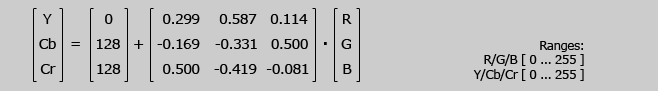 Y 0 0.299 0.587 0.114 R
Cb = 128 + -0.169 -0.331 0.500 · G
Cr 128 0.500 -0.419 -0.081 B
Ranges:
R/G/B [ 0 ... 255 ]
Y/Cb/Cr [ 0 ... 255 ]